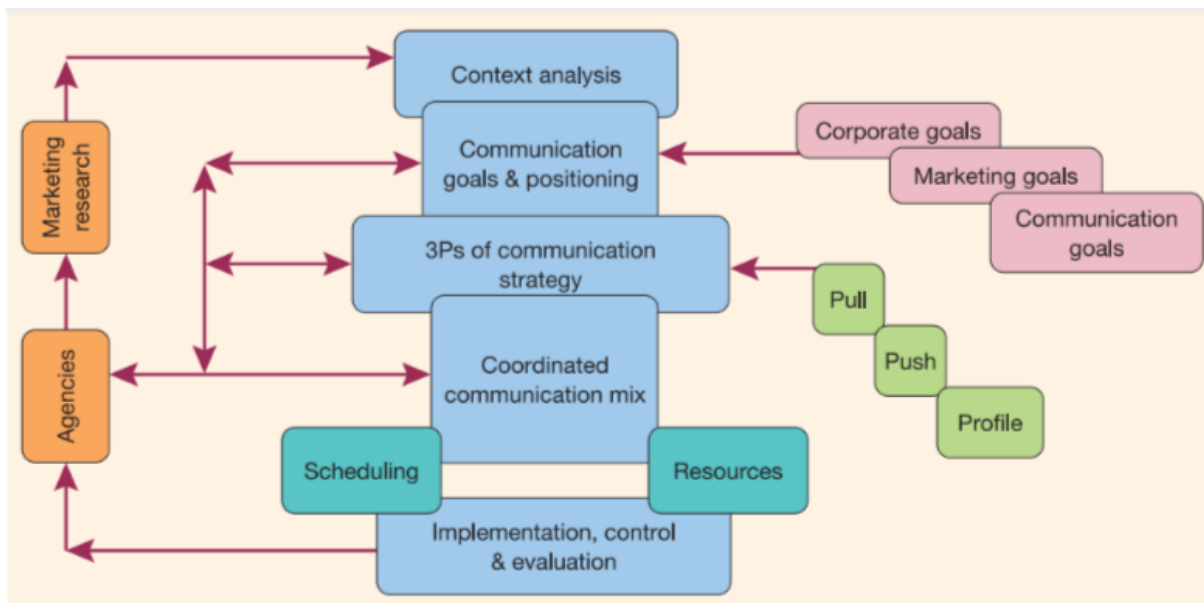 Context analysis
Communication
goals & positioning
3Ps of communication
strategy
Coordinated
communication mix
Scheduling
Resources
Implementation, control
& evaluation
Marketing
research
Agencies
Corporate goals
Marketing goals
Communication
goals
Pull
Push
Profile